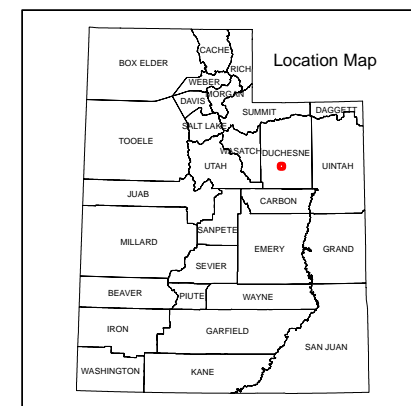 Location Map
BOX ELDER
CACHE
RICH
WEBER
MORGAN
DAVIS
SUMMIT
DAGGETT
SALT LAKE
TOOELE
WASATCH
DUCHESNE
UTAH
UINTAH
JUAB
CARBON
SANPETE
MILLARD
EMERY
GRAND
SEVIER
BEAVER
PIUTE
WAYNE
IRON
GARFIELD
SAN JUAN
WASHINGTON
KANE